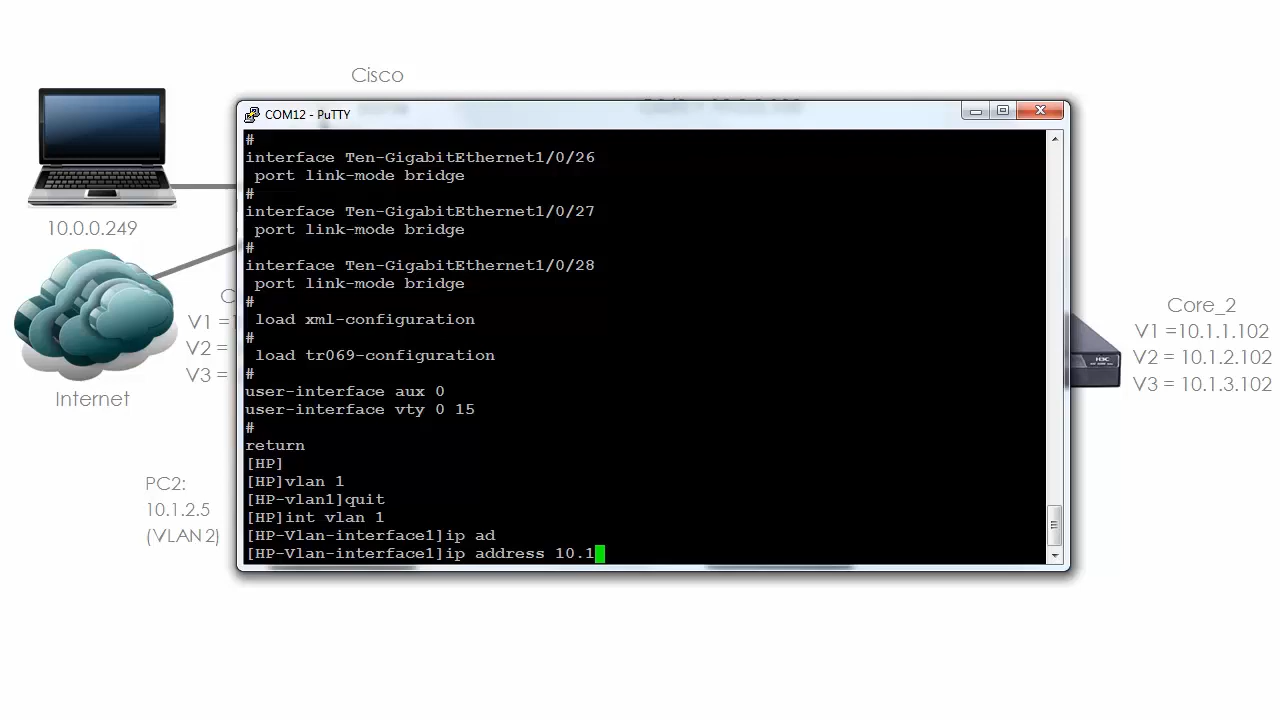 Cisco
COM12 - PuTTY
#
interface Ten-GigabitEthernet1/0/26
port link-mode bridge
#
interface Ten-GigabitEthernet1/0/27
port link-mode bridge
#
interface Ten-GigabitEthernet1/0/28
port link-mode bridge
#
load xml-configuration
#
load tr069-configuration
#
user-interface aux 0
user-interface vty 0 15
#
return
[HP]
[HP]vlan 1
[HP-vlan1]quit
[HP]int vlan 1
[HP-Vlan-interface1]ip ad
[HP-Vlan-interface1]ip address 10.1
10.0.0.249
V1 =
V2 =
V3 =
Internet
PC2:
10.1.2.5
(VLAN 2)
Core_2
V1 =10.1.1.102
V2 = 10.1.2.102
V3 = 10.1.3.102
H3C